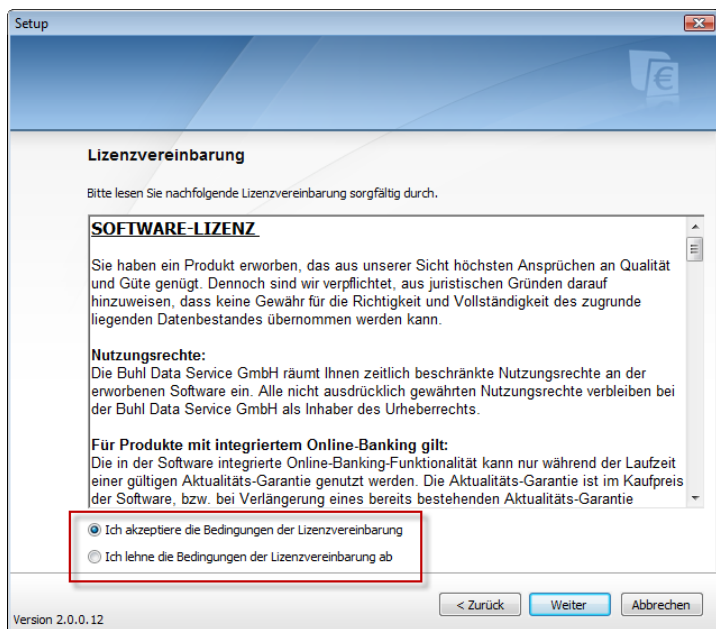 Setup
€
Lizenzvereinbarung
Bitte lesen Sie nachfolgende Lizenzvereinbarung sorgfältig durch.
SOFTWARE-LIZENZ
Sie haben ein Produkt erworben, das aus unserer Sicht höchsten Ansprüchen an Qualität
und Güte genügt. Dennoch sind wir verpflichtet, aus juristischen Gründen darauf
hinzuweisen, dass keine Gewähr für die Richtigkeit und Vollständigkeit des zugrunde
liegenden Datenbestandes übernommen werden kann.
Nutzungsrechte:
Die Buhl Data Service GmbH räumt Ihnen zeitlich beschränkte Nutzungsrechte an der
erworbenen Software ein. Alle nicht ausdrücklich gewährten Nutzungsrechte verbleiben bei
der Buhl Data Service GmbH als Inhaber des Urheberrechts.
Für Produkte mit integriertem Online-Banking gilt:
Die in der Software integrierte Online-Banking-Funktionalität kann nur während der Laufzeit
einer gültigen Aktualitäts-Garantie genutzt werden. Die Aktualitäts-Garantie ist im Kaufpreis
der Software, bzw. bei Verlängerung eines bereits bestehenden Aktualitäts-Garantie
Ich akzeptiere die Bedingungen der Lizenzvereinbarung
Ich lehne die Bedingungen der Lizenzvereinbarung ab
< Zurück Weiter Abbrechen
Version 2.0.0.12